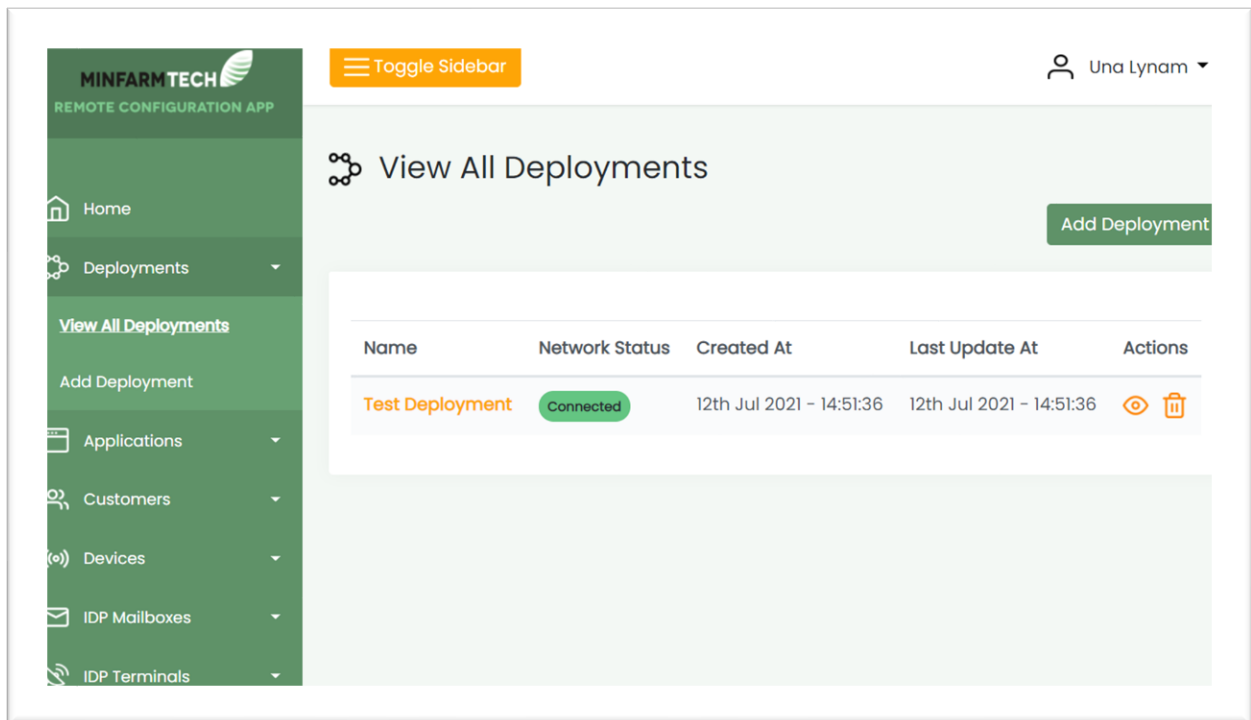 MINFARMTECH
REMOTE CONFIGURATION APP
Toggle Sidebar
Una Lynam
Home
Deployments
View All Deployments
Add Deployment
Applications
Customers
Devices
IDP Mailboxes
IDP Terminals
View All Deployments
Add Deployment
Name Network Status Created At Last Update At Actions
Test Deployment Connected 12th Jul 2021 - 14:51:36 12th Jul 2021 - 14:51:36